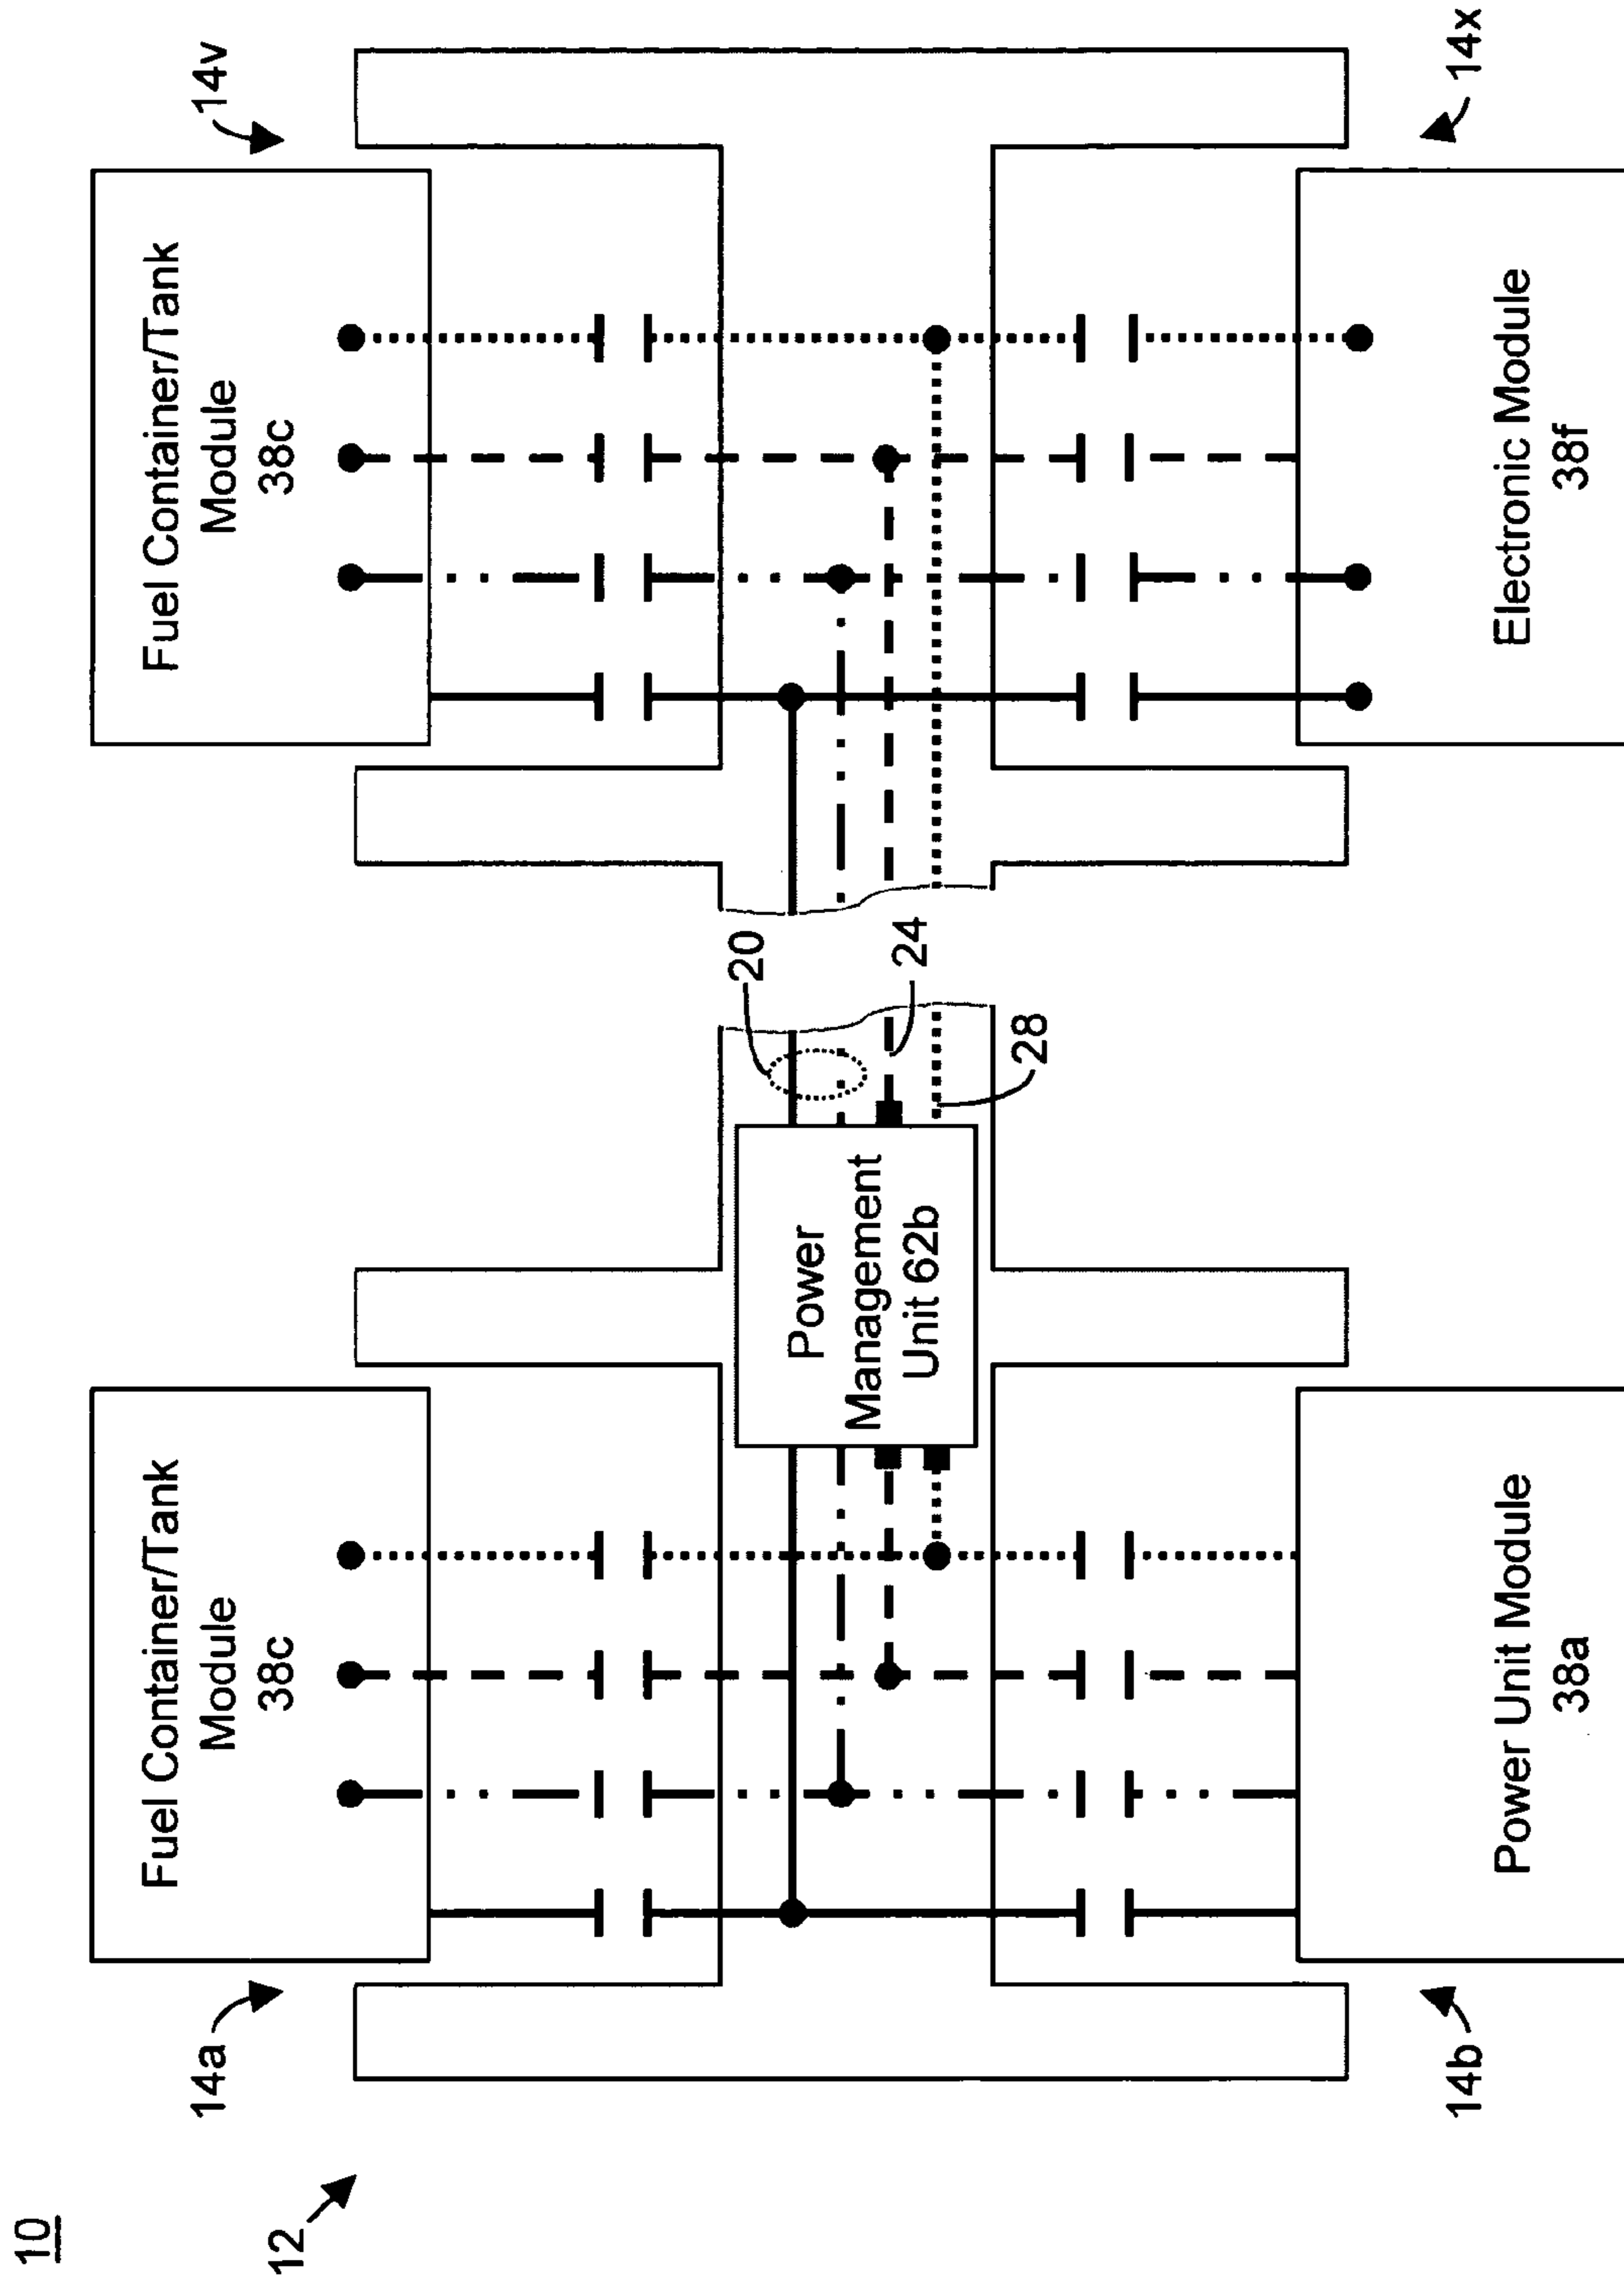 10
12
14a
14v
Fuel Container/Tank
Module
38c
Fuel Container/Tank
Module
38c
20
24
28
Power
Management
Unit 62b
Power Unit Module
38a
Electronic Module
38f
14b
14x